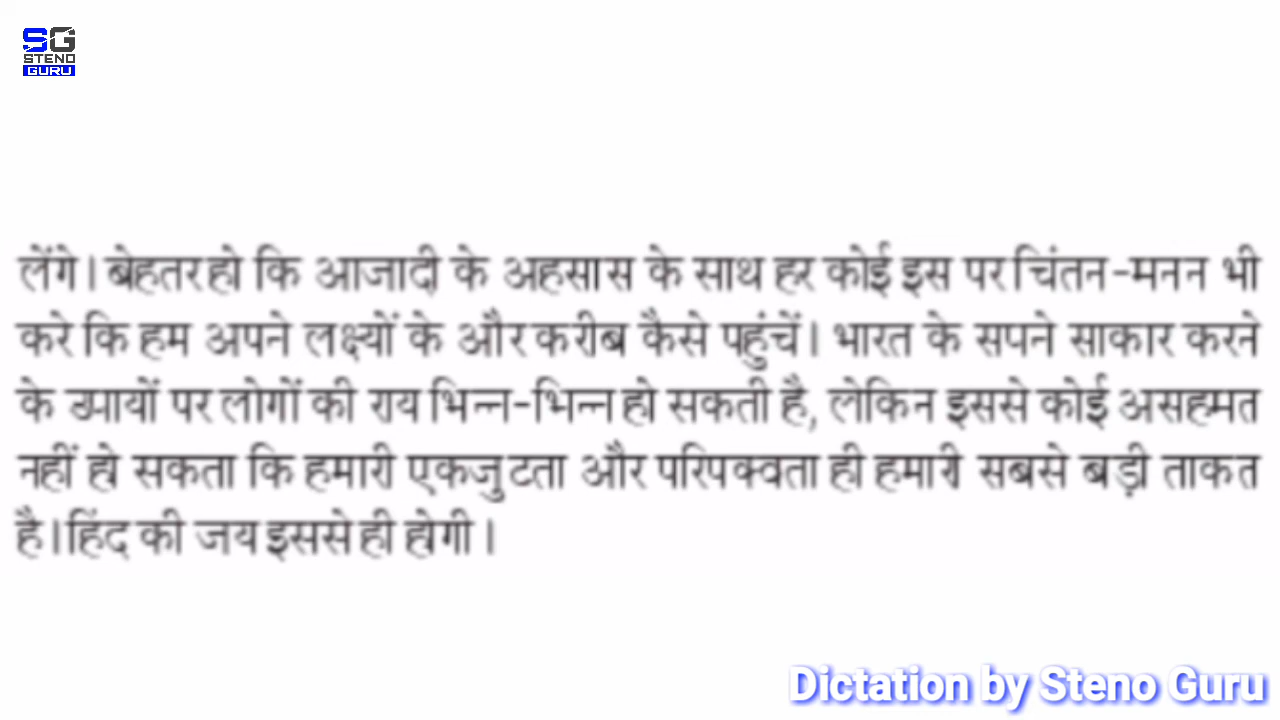 SG
STENO
GURU
लेंगे। बेहतर हो कि आजादी के अहसास के साथ हर कोई इस पर चिंतन-मनन भी
करे कि हम अपने लक्ष्यों के और करीब कैसे पहुंचें। भारत के सपने साकार करने
के उपायों पर लोगों की राय भिन्न-भिन्न हो सकती है, लेकिन इससे कोई असहमत
नहीं हो सकता कि हमारी एकजुटता और परिपक्वता ही हमारी सबसे बड़ी ताकत
है। हिंद की जय इससे ही होगी।
Dictation by Steno Guru